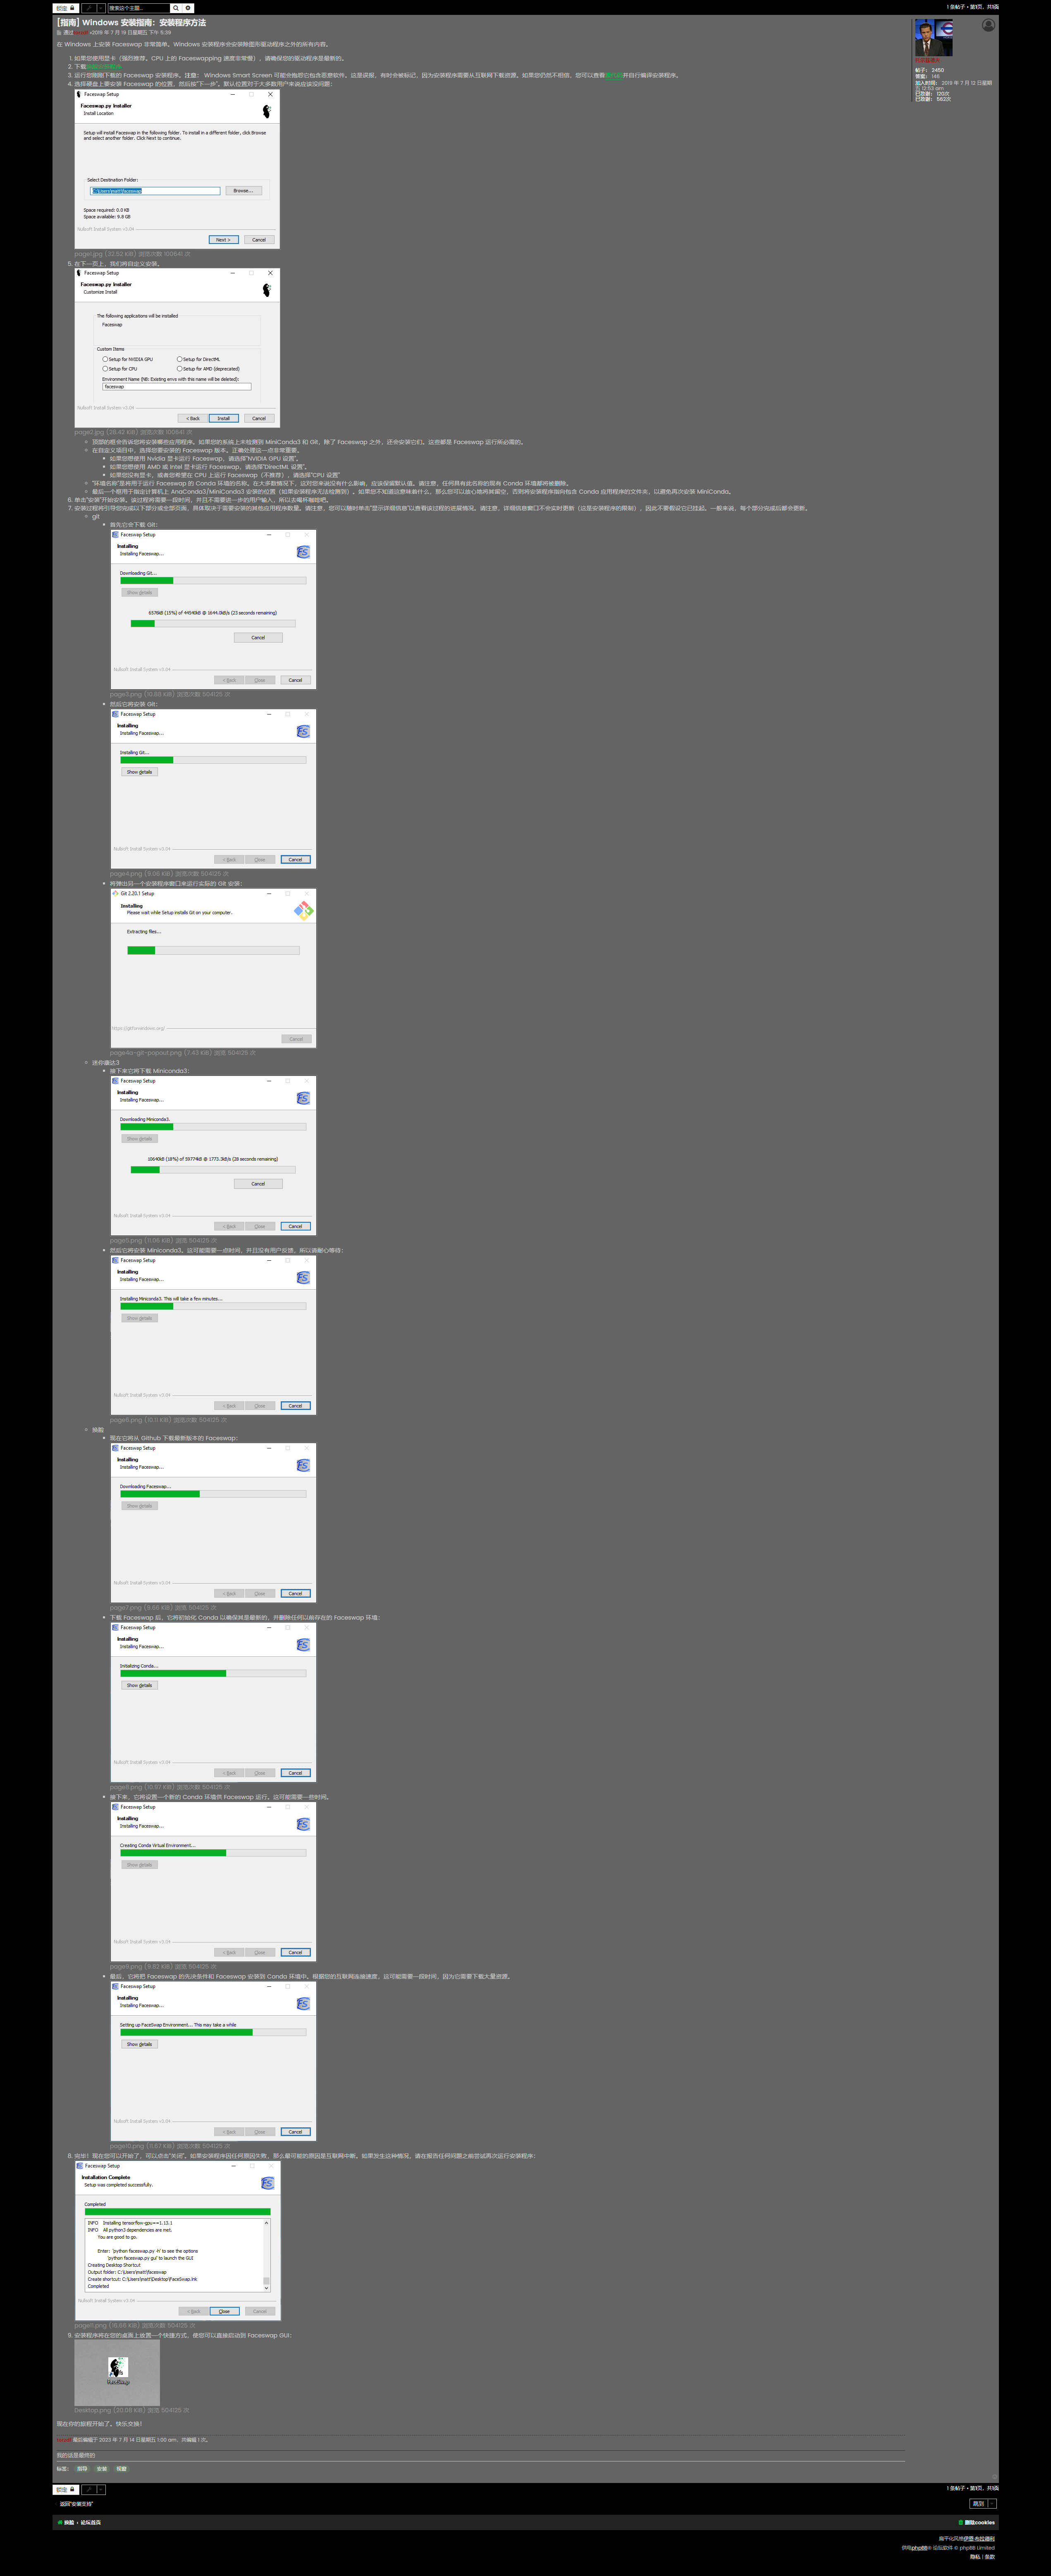 锁定
搜索这个主题…
1 条帖子 • 第1页，共1页
[指南] Windows 安装指南：安装程序方法
2019 年 7 月 19 日星期五 下午 5:39
在 Windows 上安装 Faceswap 非常简单。Windows 安装程序会安装除图形驱动程序之外的所有内容。
帖子： 2460
答案： 146
加入时间： 2019 年 7 月 12 日星期五 12:53 am
1. 如果您使用显卡（强烈推荐。CPU 上的 Faceswapping 速度非常慢），请确保您的驱动程序是最新的。
2. 下载
3. 运行您刚刚下载的 Faceswap 安装程序。注意： Windows Smart Screen 可能会抱怨它包含恶意软件。这是误报，有时会被标记，因为安装程序需要从互联网下载资源。如果您仍然不相信，您可以查看 并自行编译安装程序。
4. 选择硬盘上要安装 Faceswap 的位置，然后按“下一步”。默认位置对于大多数用户来说应该没问题：
Faceswap Setup
Faceswap.py Installer
Install Location
Setup will install Faceswap in the following folder. To install in a different folder, click Browse
and select another folder. Click Next to continue.
Select Destination Folder:
C:\Users\matt\faceswap
Browse...
Space required: 0.0 KB
Space available: 9.8 GB
Nullsoft Install System v3.04
Next >
Cancel
page1.jpg (32.52 KiB) 浏览次数 100641 次
5. 在下一页上，我们将自定义安装。
Faceswap Setup
Faceswap.py Installer
Customize Install
The following applications will be installed
Faceswap
Custom Items
Setup for NVIDIA GPU
Setup for DirectML
Setup for CPU
Setup for AMD (deprecated)
Environment Name (NB: Existing envs with this name will be deleted):
faceswap
Nullsoft Install System v3.04
< Back
Install
Cancel
page2.jpg (26.42 KiB) 浏览次数 100641 次
顶部的框会告诉您将安装哪些应用程序。如果您的系统上未检测到 MiniConda3 和 Git，除了 Faceswap 之外，还会安装它们。这些都是 Faceswap 运行所必需的。
在自定义项目中，选择您要安装的 Faceswap 版本。正确处理这一点非常重要。
如果您想使用 Nvidia 显卡运行 Faceswap，请选择“NVIDIA GPU 设置”。
如果您想使用 AMD 或 Intel 显卡运行 Faceswap，请选择“DirectML 设置”。
如果您没有显卡，或者您希望在 CPU 上运行 Faceswap（不推荐），请选择“CPU 设置”
“环境名称”是将用于运行 Faceswap 的 Conda 环境的名称。在大多数情况下，这对您来说没有什么影响，应该保留默认值。请注意，任何具有此名称的现有 Conda 环境都将被删除。
最后一个框用于指定计算机上 AnaConda3/MiniConda3 安装的位置（如果安装程序无法检测到）。如果您不知道这意味着什么，那么您可以放心地将其留空，否则将安装程序指向包含 Conda 应用程序的文件夹，以避免再次安装 MiniConda。
6. 单击“安装”开始安装。该过程将需要一段时间，并且不需要进一步的用户输入，所以去喝杯咖啡吧。
7. 安装过程将引导您完成以下部分或全部页面，具体取决于需要安装的其他应用程序数量。请注意，您可以随时单击“显示详细信息”以查看该过程的进展情况。请注意，详细信息窗口不会实时更新（这是安装程序的限制），因此不要假设它已挂起。一般来说，每个部分完成后都会更新。
git
首先它会下载 Git：
Faceswap Setup
Installing
Installing Faceswap...
Downloading Git...
Show details
6576kB (15%) of 44540kB @ 1644.0kB/s (23 seconds remaining)
Cancel
Nullsoft Install System v3.04
< Back
Close
Cancel
page3.png (10.88 KiB) 浏览次数 504125 次
然后它将安装 Git：
Faceswap Setup
Installing
Installing Faceswap...
Installing Git...
Show details
Nullsoft Install System v3.04
< Back
Close
Cancel
page4.png (9.06 KiB) 浏览次数 504125 次
将弹出另一个安装程序窗口来运行实际的 Git 安装：
Git 2.20.1 Setup
Installing
Please wait while Setup installs Git on your computer.
Extracting files...
https://gitforwindows.org/
Cancel
page4a-git-popout.png (7.43 KiB) 浏览 504125 次
迷你康达3
接下来它将下载 Miniconda3：
Faceswap Setup
Installing
Installing Faceswap...
Downloading Miniconda3.
Show details
10640kB (18%) of 59774kB @ 1773.3kB/s (28 seconds remaining)
Cancel
Nullsoft Install System v3.04
< Back
Close
Cancel
page5.png (11.06 KiB) 浏览次数 504125 次
然后它将安装 Miniconda3。这可能需要一点时间，并且没有用户反馈，所以请耐心等待：
Faceswap Setup
Installing
Installing Faceswap...
Installing Miniconda3. This will take a few minutes...
Show details
Nullsoft Install System v3.04
< Back
Close
Cancel
page6.png (10.11 KiB) 浏览次数 504125 次
换脸
现在它将从 Github 下载最新版本的 Faceswap：
Faceswap Setup
Installing
Installing Faceswap...
Downloading Faceswap...
Show details
Nullsoft Install System v3.04
< Back
Close
Cancel
page7.png (9.86 KiB) 浏览次数 504125 次
下载 Faceswap 后，它将初始化 Conda 以确保其是最新的，并删除任何以前存在的 Faceswap 环境：
Faceswap Setup
Installing
Installing Faceswap...
Initializing Conda...
Show details
Nullsoft Install System v3.04
< Back
Close
Cancel
page8.png (10.97 KiB) 浏览次数 504125 次
接下来，它将设置一个新的 Conda 环境供 Faceswap 运行。这可能需要一些时间。
Faceswap Setup
Installing
Installing Faceswap...
Creating Conda Virtual Environment...
Show details
Nullsoft Install System v3.04
< Back
Close
Cancel
page9.png (9.82 KiB) 浏览 504125 次
最后，它将把 Faceswap 的先决条件和 Faceswap 安装到 Conda 环境中。根据您的互联网连接速度，这可能需要一段时间，因为它需要下载大量资源。
Faceswap Setup
Installing
Installing Faceswap...
Setting up FaceSwap Environment... This may take a while
Show details
Nullsoft Install System v3.04
< Back
Close
Cancel
page10.png (11.87 KiB) 浏览次数 504125 次
8. 完毕！现在您可以开始了，可以点击“关闭”。如果安装程序因任何原因失败，那么最可能的原因是互联网中断。如果发生这种情况，请在报告任何问题之前尝试再次运行安装程序：
Faceswap Setup
Installation Complete
Setup was completed successfully.
Completed
INFO Installing tensorflow-gpu==1.13.1
INFO All python3 dependencies are met.
You are good to go.
Enter: 'python faceswap.py -h' to see the options
'python faceswap.py gui' to launch the GUI
Creating Desktop Shortcut
Output folder: C:\Users\matt\faceswap
Create shortcut: C:\Users\matt\Desktop\FaceSwap.lnk
Completed
Nullsoft Install System v3.04
< Back
Close
Cancel
page11.png (16.68 KiB) 浏览次数 504125 次
9. 安装程序将在您的桌面上放置一个快捷方式，使您可以直接启动到 Faceswap GUI：
FaceSwap
Desktop.png (20.08 KiB) 浏览 504125 次
现在你的旅程开始了。快乐交换！
最后编辑于 2023 年 7 月 14 日星期五 1:00 am，共编辑 1 次。
我的话是最终的
标签： 指导 安装 视窗
锁定
1 条帖子 • 第1页，共1页
返回“安装支持”
跳到
换脸 ‹ 论坛首页
删除cookies
扁平化风格伊恩·布拉德利
供电phpBB® 论坛软件 © phpBB Limited
隐私 | 条款